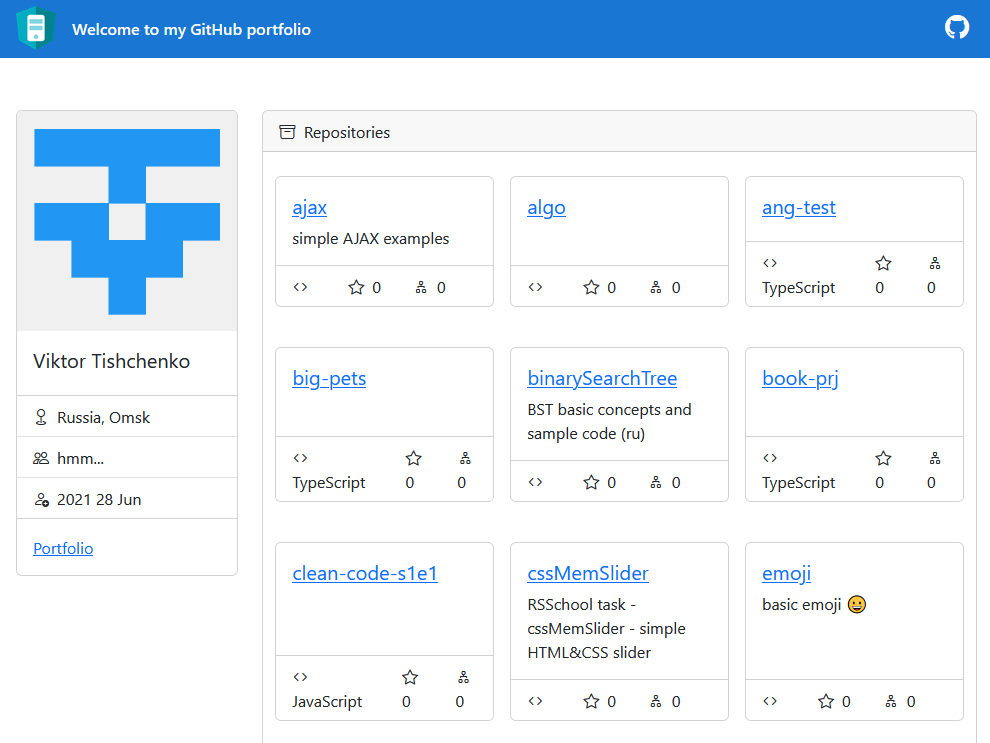 Welcome to my GitHub portfolio
Viktor Tishchenko
Russia, Omsk
hmm...
2021 28 Jun
Portfolio
Repositories
ajax
simple AJAX examples
0 0
algo
0 0
ang-test
TypeScript 0 0
big-pets
TypeScript 0 0
binarySearchTree
BST basic concepts and
sample code (ru)
0 0
book-prj
TypeScript 0 0
clean-code-s1e1
JavaScript 0 0
cssMemSlider
RSSchool task -
cssMemSlider - simple
HTML&CSS slider
0 0
emoji
basic emoji 😀
0 0